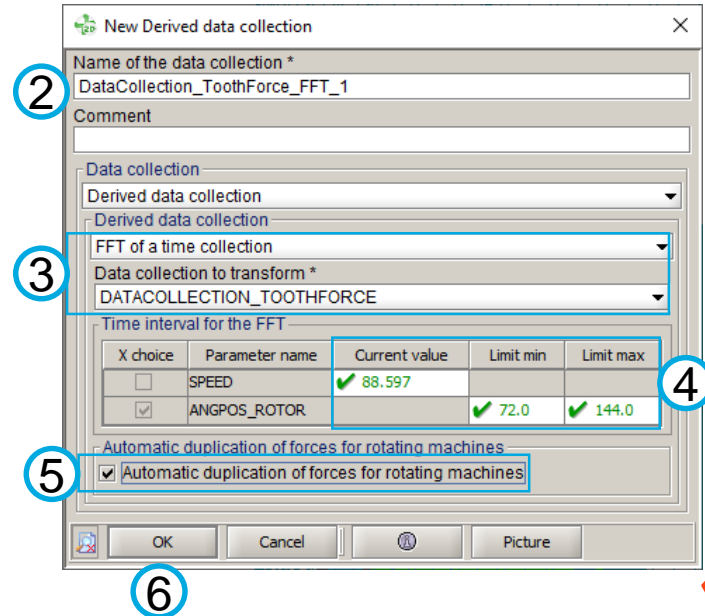 New Derived data collection
Name of the data collection *
2
DataCollection_ToothForce_FFT_1
Comment
Data collection
Derived data collection
Derived data collection
FFT of a time collection
3
Data collection to transform *
DATACOLLECTION_TOOTHFORCE
Time interval for the FFT
X choice Parameter name Current value Limit min Limit max
4
SPEED 88.597
ANGPOS_ROTOR 72.0 144.0
Automatic duplication of forces for rotating machines
5
Automatic duplication of forces for rotating machines
OK Cancel Picture
6